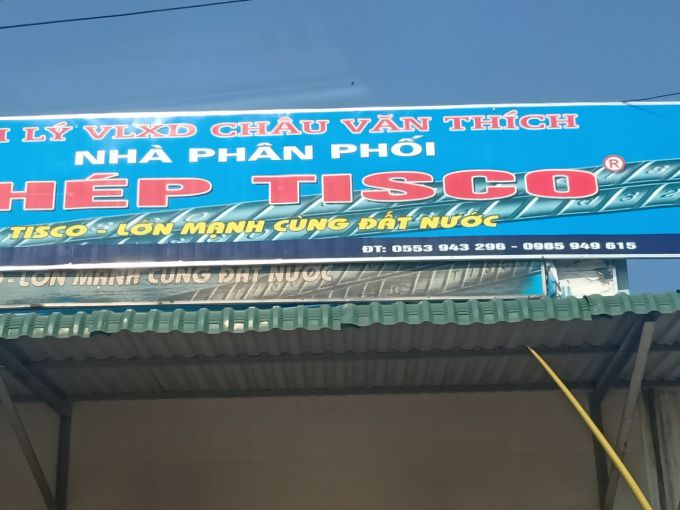 LÝ VLXD CHÂU VĂN THÍCH
NHÀ PHÂN PHỐI
HÉP TISCO®
TISCO - LỚN MẠNH CÙNG ĐẤT NƯỚC
ĐT: 0553 943 296 - 0985 949 615
- LỚN MẠNH CÙNG ĐẤT NƯỚC